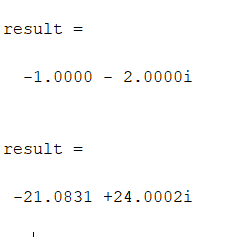 result =
-1.0000 - 2.0000i
result =
-21.0831 +24.0002i